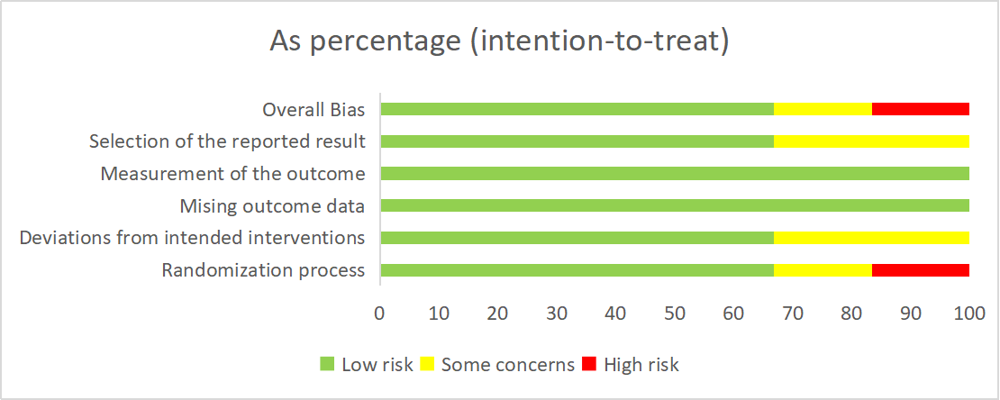 As percentage (intention-to-treat)
Overall Bias
Selection of the reported result
Measurement of the outcome
Mising outcome data
Deviations from intended interventions
Randomization process
0 10 20 30 40 50 60 70 80 90 100
Low risk Some concerns High risk